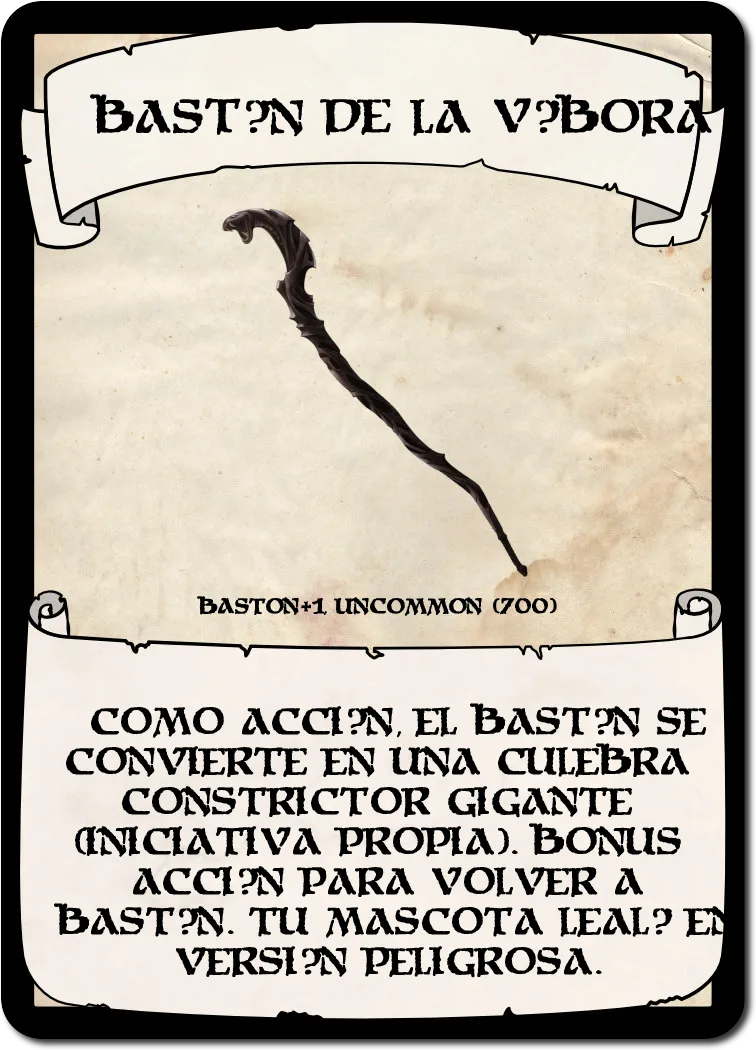 BAST?N DE LA V?BORA
BASTON+1, UNCOMMON (700)
COMO ACCI?N, EL BAST?N SE
CONVIERTE EN UNA CULEBRA
CONSTRICTOR GIGANTE
(INICIATIVA PROPIA). BONUS
ACCI?N PARA VOLVER A
BAST?N. TU MASCOTA LEAL? EN
VERSI?N PELIGROSA.